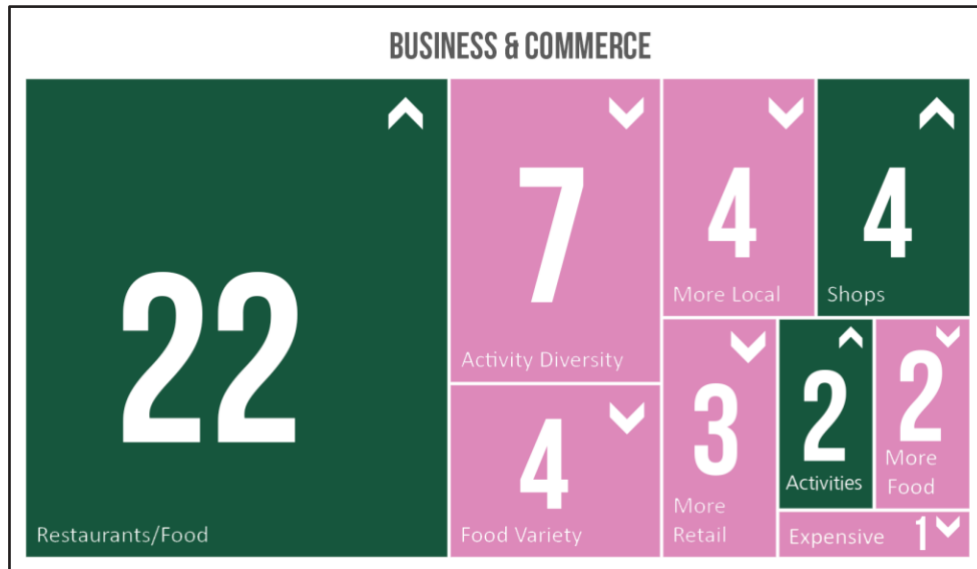 BUSINESS & COMMERCE
22
Restaurants/Food
7
Activity Diversity
4
Food Variety
4
More Local
4
Shops
3
More
Retail
2
Activities
2
More
Food
Expensive 1